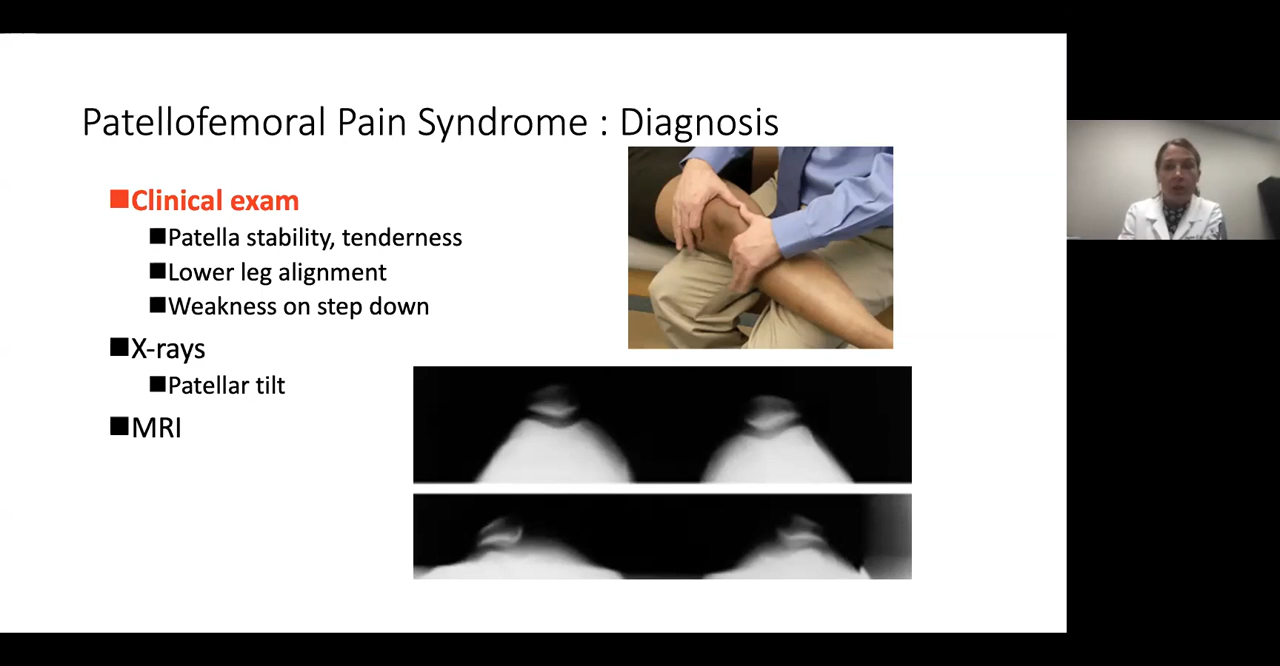 Patellofemoral Pain Syndrome : Diagnosis
Clinical exam
Patella stability, tenderness
Lower leg alignment
Weakness on step down
X-rays
Patellar tilt
MRI